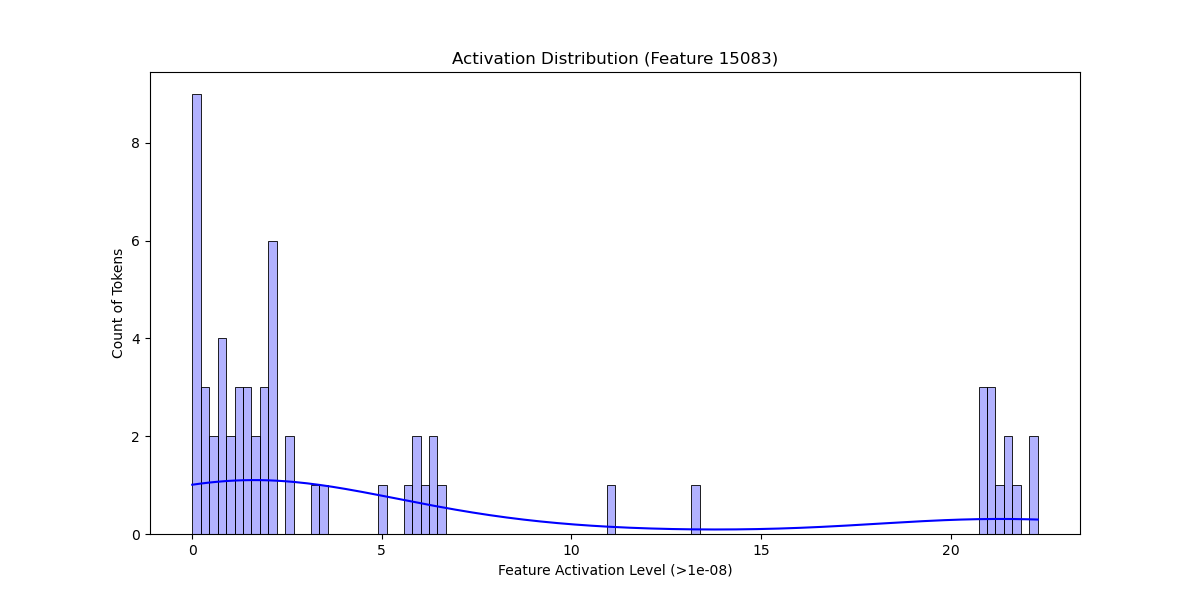 Activation Distribution (Feature 15083)
Count of Tokens
8
6
4
2
0
0 5 10 15 20
Feature Activation Level (>1e-08)